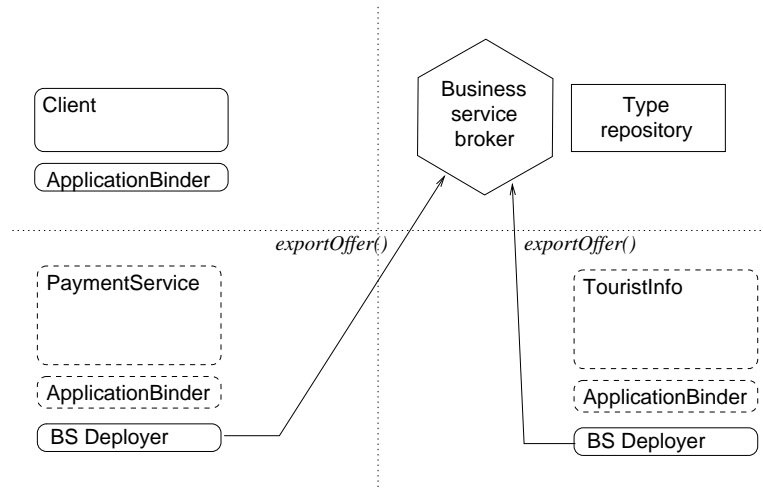 Client
ApplicationBinder
Business
service
broker
Type
repository
exportOffer()
exportOffer()
PaymentService
ApplicationBinder
BS Deployer
TouristInfo
ApplicationBinder
BS Deployer